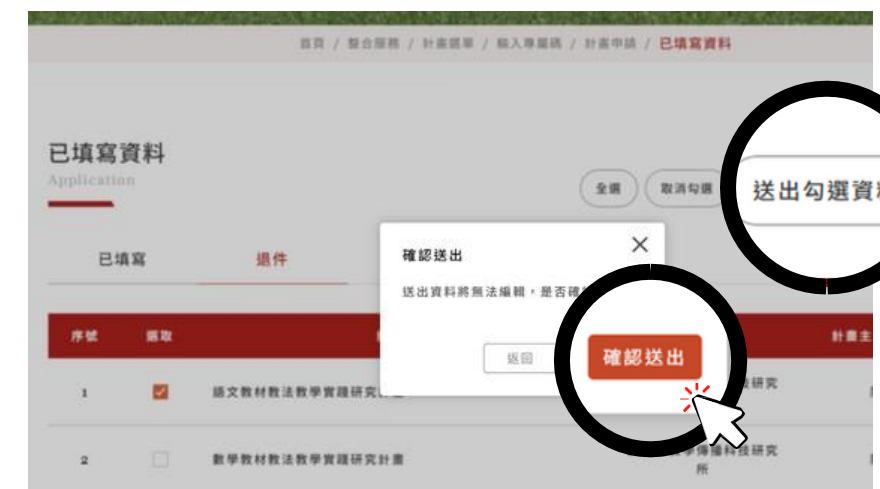 首頁 / 整合服務 / 計畫選單 / 輸入專屬碼 / 計畫申請 / 已填寫資料
已填寫資料
Application
全選
取消勾選
送出勾選資料
已填寫
退件
確認送出
送出資料將無法編輯，是否確
返回
確認送出
序號
選取
計畫主
1
語文教材教法教學實踐研究計畫
技研究
2
數學教材教法教學實踐研究計畫
學傳播科技研究
所